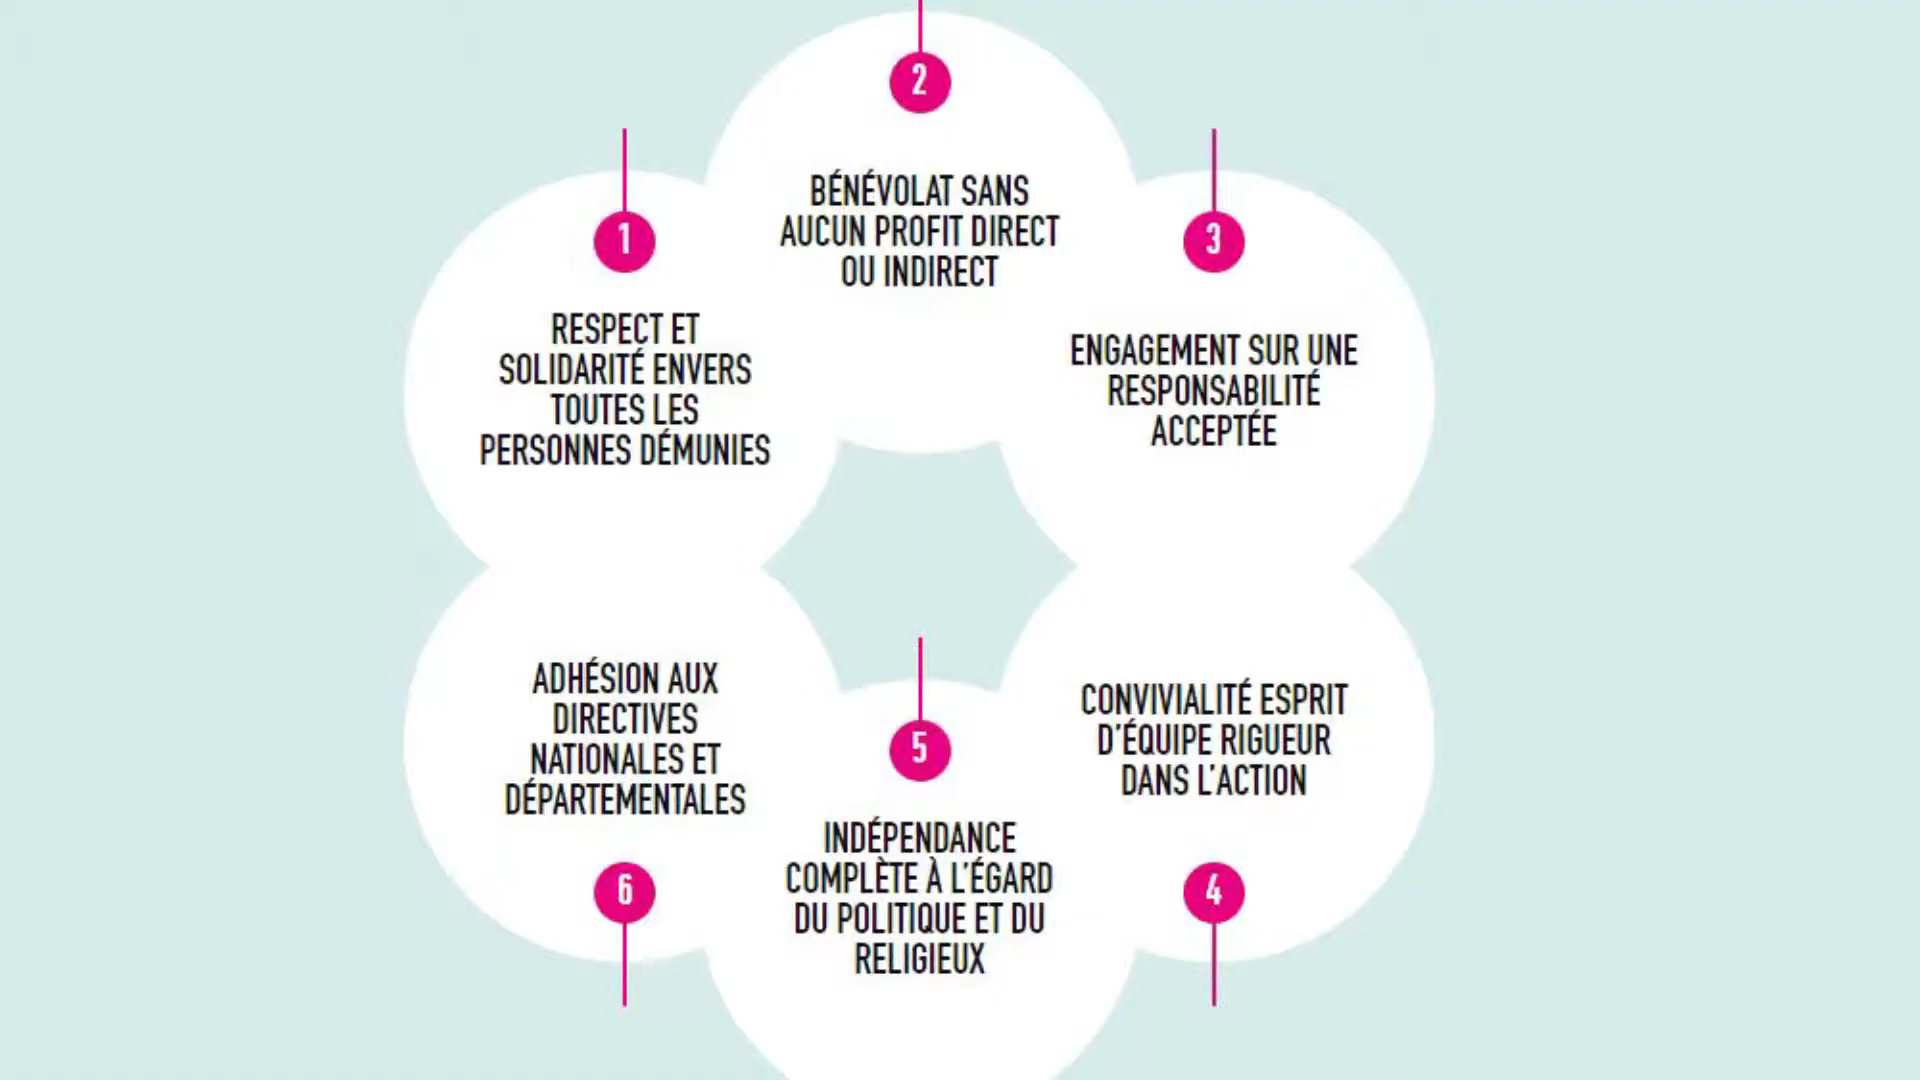 1
RESPECT ET
SOLIDARITÉ ENVERS
TOUTES LES
PERSONNES DÉMUNIES
2
BÉNÉVOLAT SANS
AUCUN PROFIT DIRECT
OU INDIRECT
3
ENGAGEMENT SUR UNE
RESPONSABILITÉ
ACCEPTÉE
CONVIVIALITÉ ESPRIT
D'ÉQUIPE RIGUEUR
DANS L'ACTION
4
5
INDÉPENDANCE
COMPLÈTE À L'ÉGARD
DU POLITIQUE ET DU
RELIGIEUX
ADHÉSION AUX
DIRECTIVES
NATIONALES ET
DÉPARTEMENTALES
6